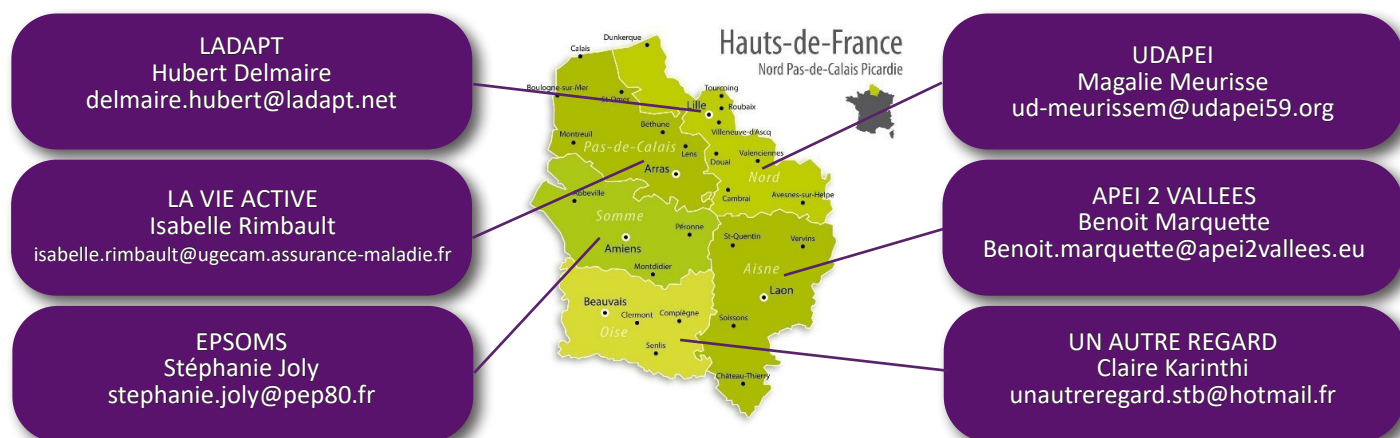 LADAPT
Hubert Delmaire
delmaire.hubert@ladapt.net
LA VIE ACTIVE
Isabelle Rimbault
isabelle.rimbault@ugecam.assurance-maladie.fr
EPSOMS
Stéphanie Joly
stephanie.joly@pep80.fr
Hauts-de-France
Nord Pas-de-Calais Picardie
Dunkerque
Calais
Boulogne-sur-Mer
St-Omer
Tourcoing
Lille
Roubaix
Villeneuve-d'Ascq
Béthune
Montreuil
Pas-de-Calais
Lens
Douai
Valenciennes
Arras
Nord
Cambrai
Avesnes-sur-Helpe
Abbeville
Somme
Péronne
Amiens
St-Quentin
Vervins
Montdidier
Aisne
Laon
Beauvais
Clermont
Compiègne
Oise
Soissons
Senlis
Château-Thierry
UDAPEI
Magalie Meurisse
ud-meurissem@udapei59.org
APEI 2 VALLEES
Benoit Marquette
Benoit.marquette@apei2vallees.eu
UN AUTRE REGARD
Claire Karinthi
unautreregard.stb@hotmail.fr